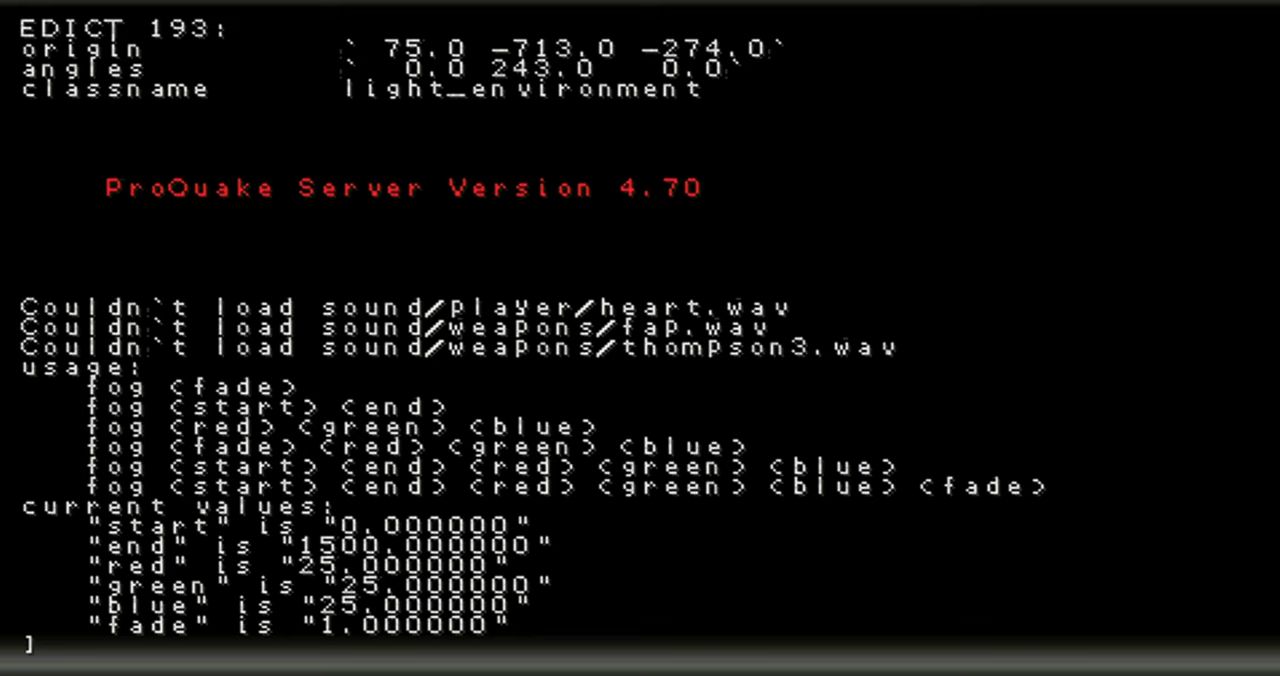 EDICT 193:
origin ` 75.0 -713.0 -274.0`
angles ` 0.0 243.0 0.0`
classname light_environment
ProQuake Server Version 4.70
Couldn`t load sound/player/heart.wav
Couldn`t load sound/weapons/fap.wav
Couldn`t load sound/weapons/thompson3.wav
usage:
fog <fade>
fog <start> <end>
fog <red> <green> <blue>
fog <fade> <red> <green> <blue>
fog <start> <end> <red> <green> <blue>
fog <start> <end> <red> <green> <blue> <fade>
current values:
"start" is "0.000000"
"end" is "1500.000000"
"red" is "25.000000"
"green" is "25.000000"
"blue" is "25.000000"
"fade" is "1.000000"
]